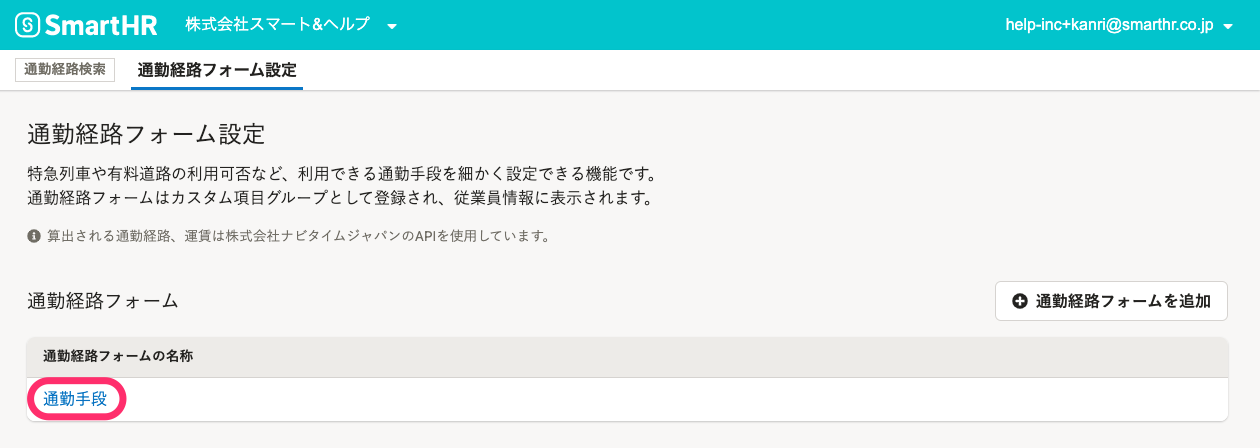 SmartHR 株式会社スマート&ヘルプ help-inc+kanri@smarthr.co.jp
通勤経路検索 通勤経路フォーム設定
通勤経路フォーム設定
特急列車や有料道路の利用可否など、利用できる通勤手段を細かく設定できる機能です。
通勤経路フォームはカスタム項目グループとして登録され、従業員情報に表示されます。
算出される通勤経路、運賃は株式会社ナビタイムジャパンのAPIを使用しています。
通勤経路フォーム 通勤経路フォームを追加
通勤経路フォームの名称
通勤手段